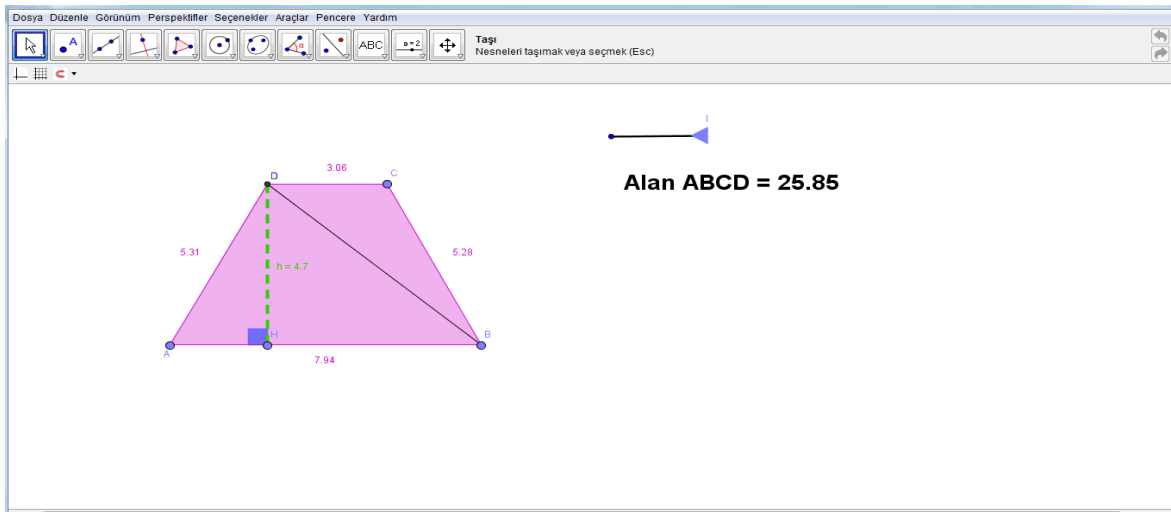 Dosya Düzenle Görünüm Perspektifler Seçenekler Araçlar Pencere Yardım
A
α
ABC
a = 2
Taşı
Nesneleri taşımak veya seçmek (Esc)
I
Alan ABCD = 25.85
3.06
D
C
5.31
5.28
h = 4.7
H
B
A
7.94